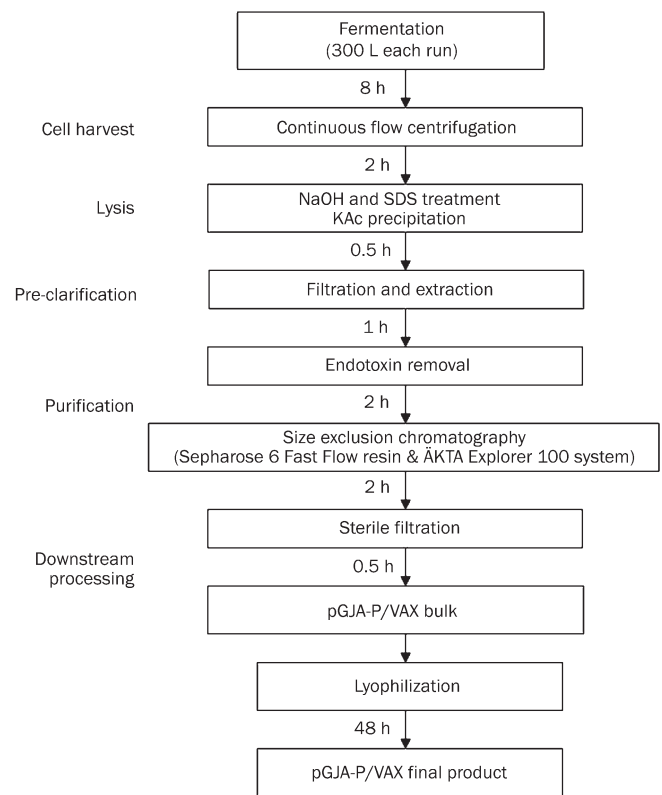 Fermentation
(300 L each run)
8 h
Cell harvest
Continuous flow centrifugation
2 h
Lysis
NaOH and SDS treatment
KAc precipitation
0.5 h
Pre-clarification
Filtration and extraction
1 h
Endotoxin removal
Purification
2 h
Size exclusion chromatography
(Sepharose 6 Fast Flow resin & ÄKTA Explorer 100 system)
2 h
Sterile filtration
Downstream
processing
0.5 h
pGJA-P/VAX bulk
Lyophilization
48 h
pGJA-P/VAX final product